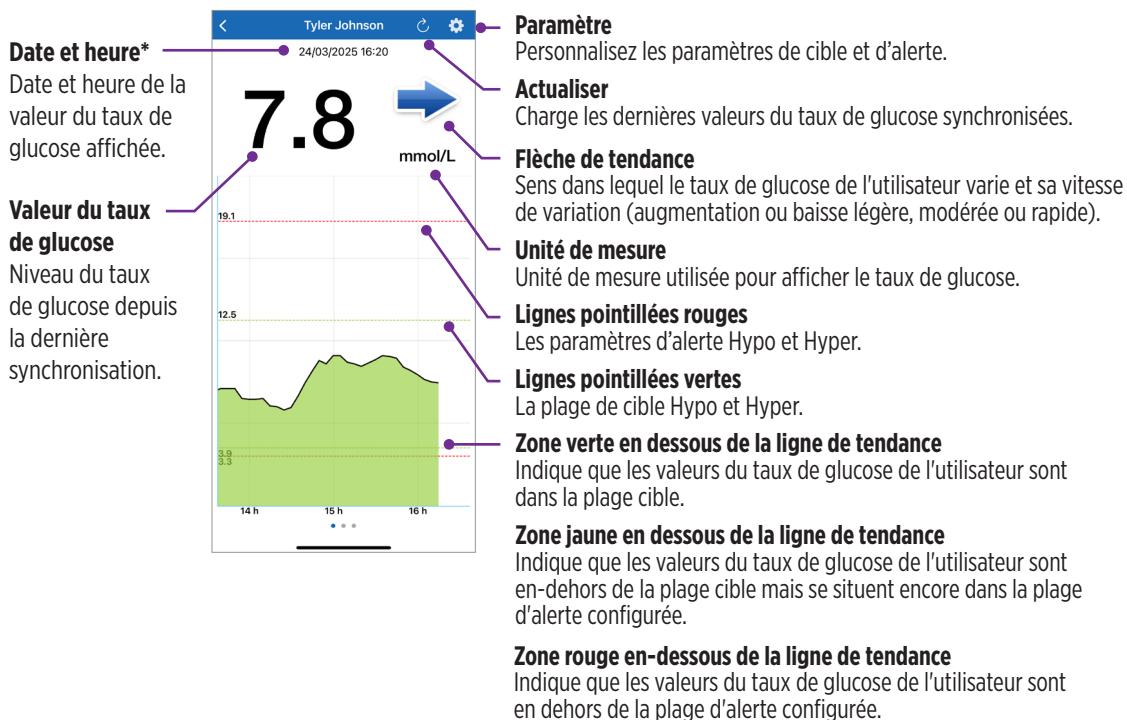 Date et heure*
Date et heure de la
valeur du taux de
glucose affichée.
Valeur du taux
de glucose
Niveau du taux
de glucose depuis
la dernière
synchronisation.
Tyler Johnson
24/03/2025 16:20
7.8
mmol/L
19.1
12.5
3.9
3.3
14 h
15 h
16 h
Paramètre
Personnalisez les paramètres de cible et d’alerte.
Actualiser
Charge les dernières valeurs du taux de glucose synchronisées.
Flèche de tendance
Sens dans lequel le taux de glucose de l'utilisateur varie et sa vitesse
de variation (augmentation ou baisse légère, modérée ou rapide).
Unité de mesure
Unité de mesure utilisée pour afficher le taux de glucose.
Lignes pointillées rouges
Les paramètres d’alerte Hypo et Hyper.
Lignes pointillées vertes
La plage de cible Hypo et Hyper.
Zone verte en dessous de la ligne de tendance
Indique que les valeurs du taux de glucose de l'utilisateur sont
dans la plage cible.
Zone jaune en dessous de la ligne de tendance
Indique que les valeurs du taux de glucose de l'utilisateur sont
en-dehors de la plage cible mais se situent encore dans la plage
d'alerte configurée.
Zone rouge en-dessous de la ligne de tendance
Indique que les valeurs du taux de glucose de l'utilisateur sont
en dehors de la plage d'alerte configurée.